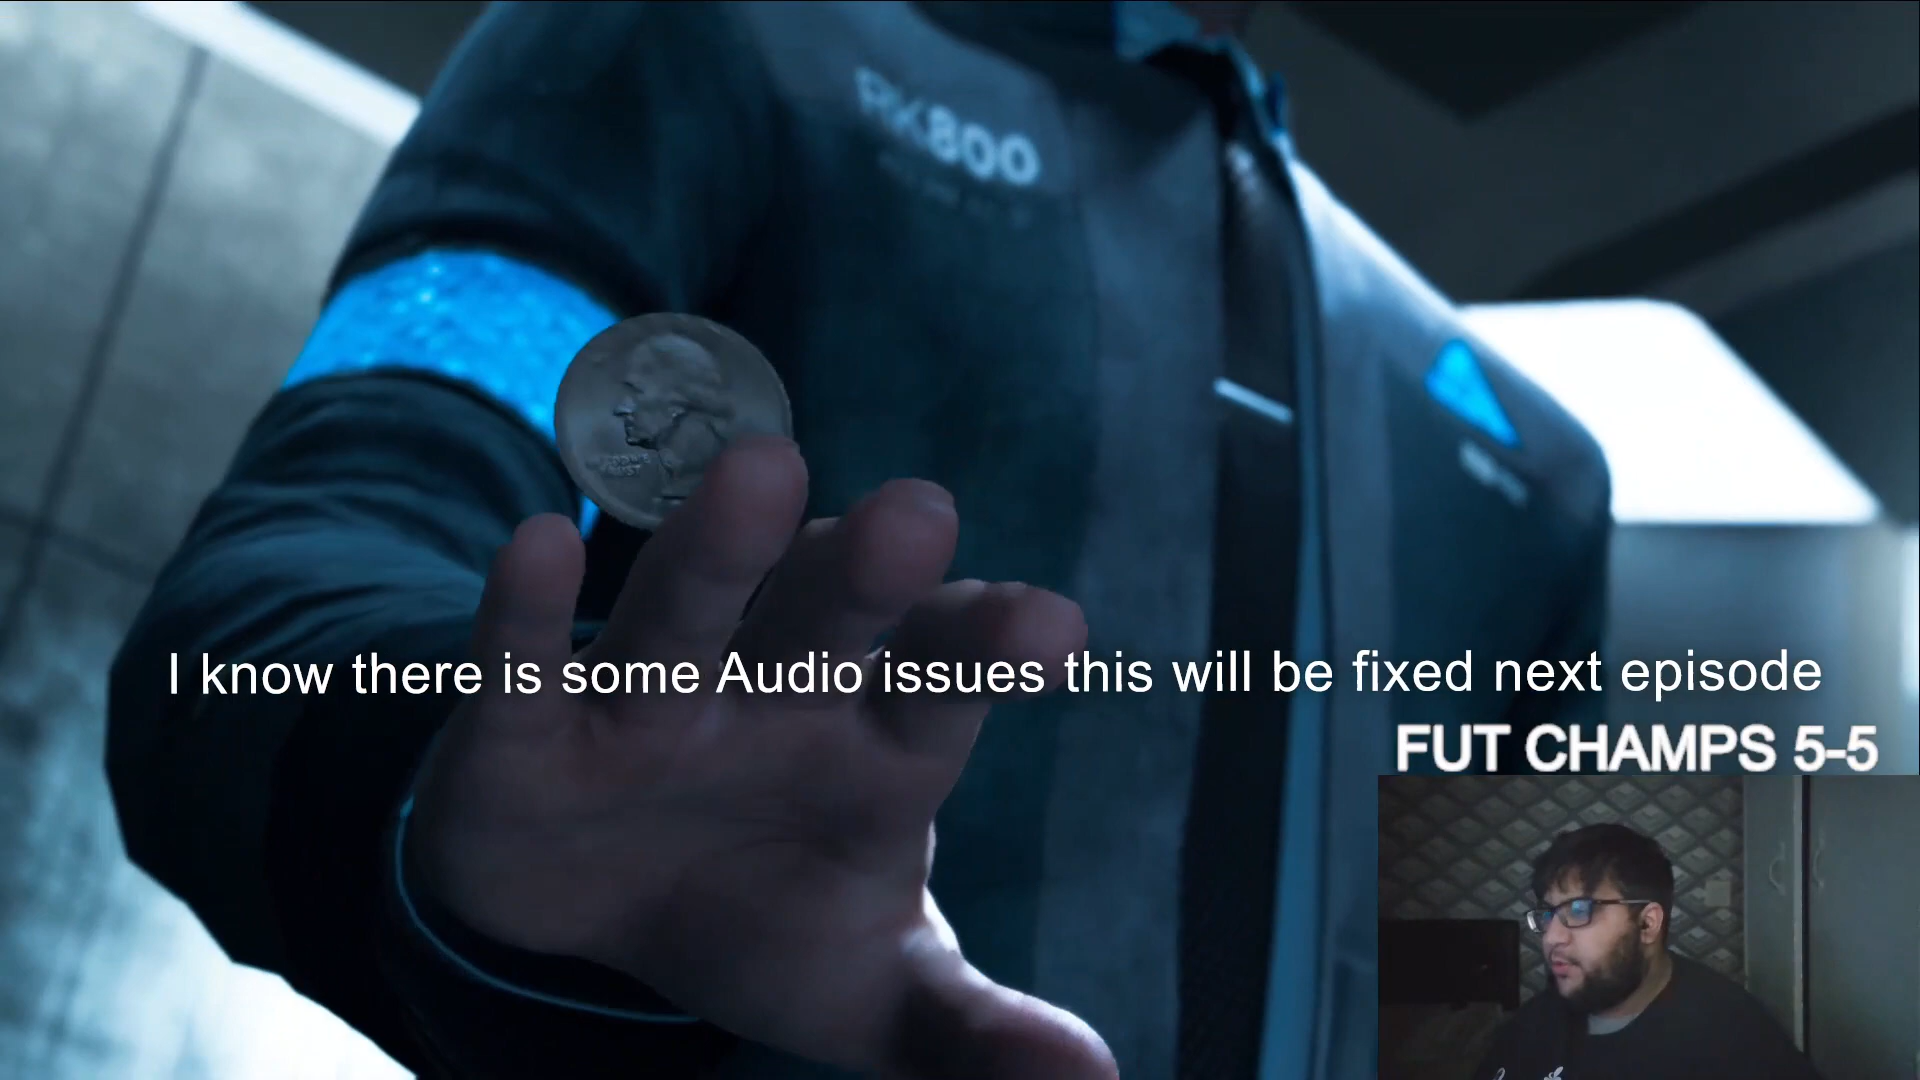 RK800
I know there is some Audio issues this will be fixed next episode
FUT CHAMPS 5-5